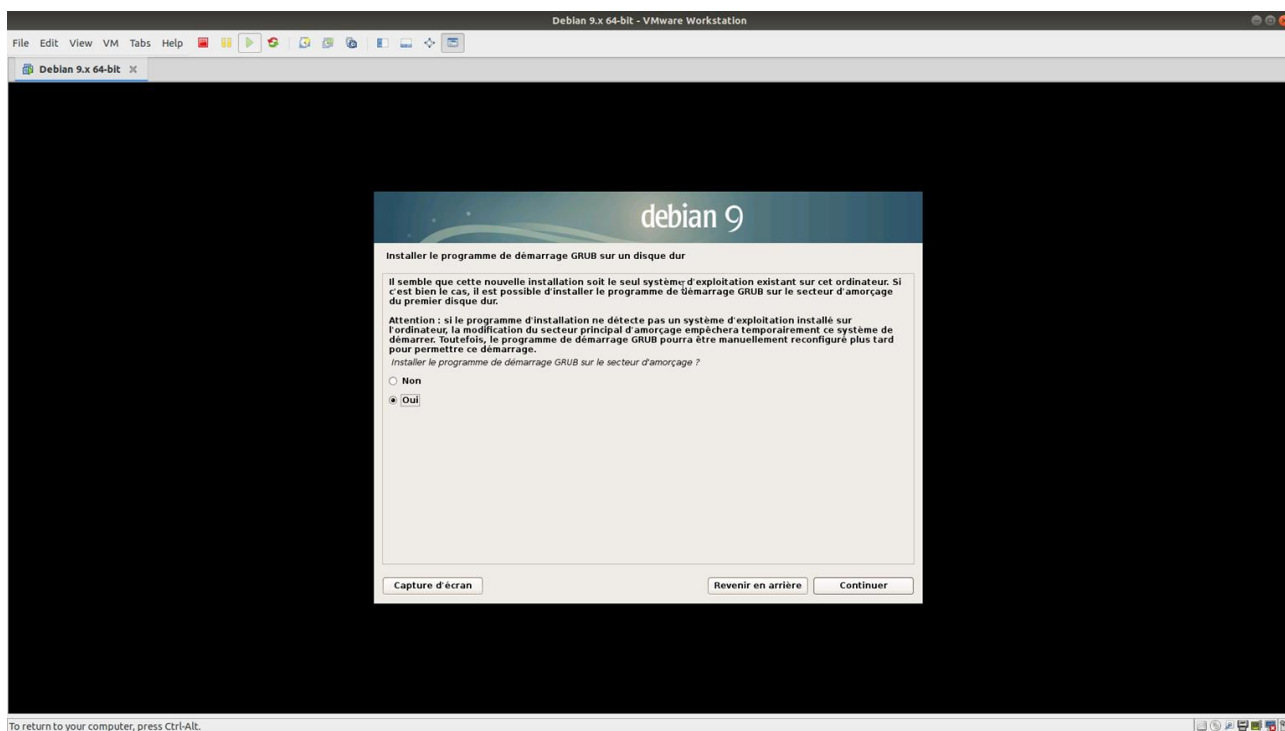 Debian 9.x 64-bit - VMware Workstation
File Edit View VM Tabs Help
Debian 9.x 64-bit
debian 9
Installer le programme de démarrage GRUB sur un disque dur
Il semble que cette nouvelle installation soit le seul système d'exploitation existant sur cet ordinateur. Si
c'est bien le cas, il est possible d'installer le programme de démarrage GRUB sur le secteur d'amorçage
du premier disque dur.
Attention : si le programme d'installation ne détecte pas un système d'exploitation installé sur
l'ordinateur, la modification du secteur principal d'amorçage empêchera temporairement ce système de
démarrer. Toutefois, le programme de démarrage GRUB pourra être manuellement reconfiguré plus tard
pour permettre ce démarrage.
Installer le programme de démarrage GRUB sur le secteur d'amorçage ?
Non
Oui
Capture d'écran
Revenir en arrière
Continuer
To return to your computer, press Ctrl-Alt.